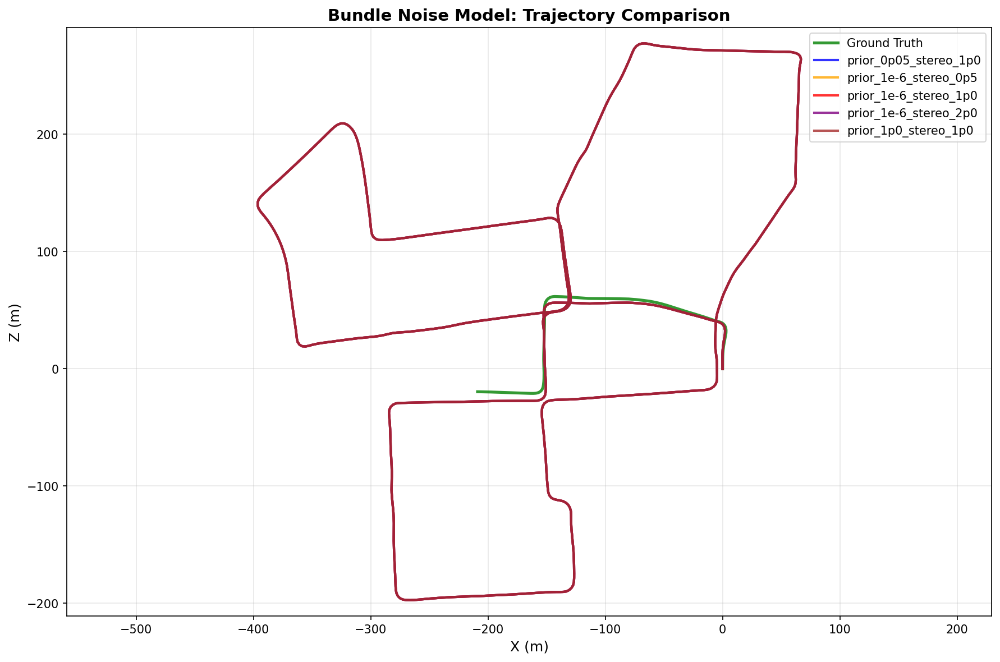 Bundle Noise Model: Trajectory Comparison
Ground Truth
prior_0p05_stereo_1p0
prior_1e-6_stereo_0p5
prior_1e-6_stereo_1p0
prior_1e-6_stereo_2p0
prior_1p0_stereo_1p0
200
100
0
−100
−200
Z (m)
−500 −400 −300 −200 −100 0 100 200
X (m)